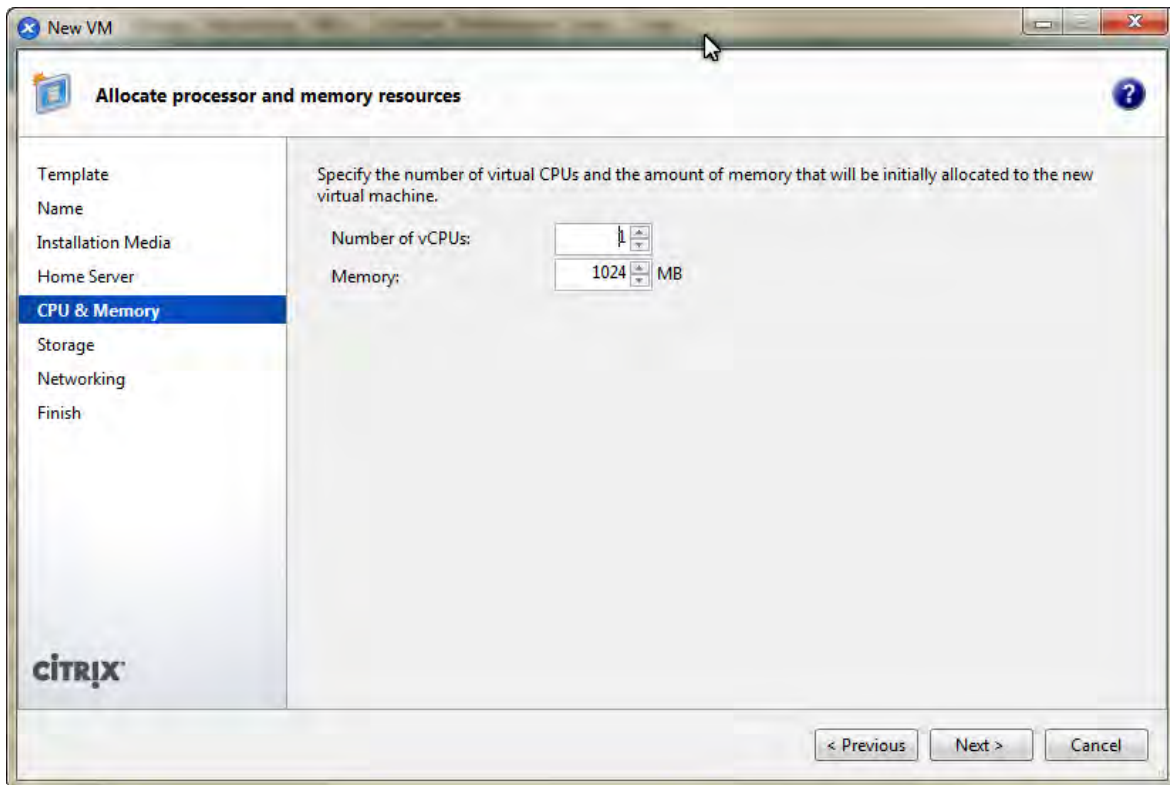 New VM
Allocate processor and memory resources
?
Template
Name
Installation Media
Home Server
CPU & Memory
Storage
Networking
Finish
Specify the number of virtual CPUs and the amount of memory that will be initially allocated to the new
virtual machine.
Number of vCPUs: 1
Memory: 1024 MB
CİTRIX
< Previous Next > Cancel